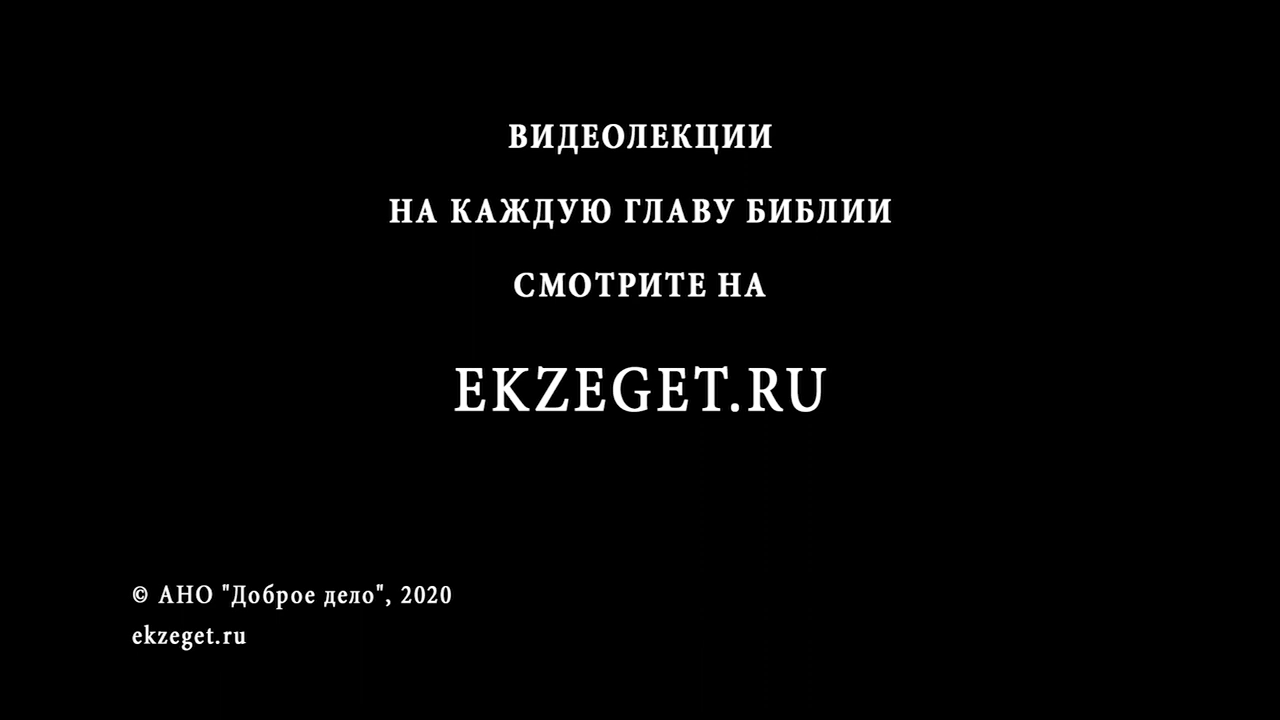 ВИДЕОЛЕКЦИИ
НА КАЖДУЮ ГЛАВУ БИБЛИИ
СМОТРИТЕ НА
EKZEGET.RU
© АНО "Доброе дело", 2020
ekzeget.ru